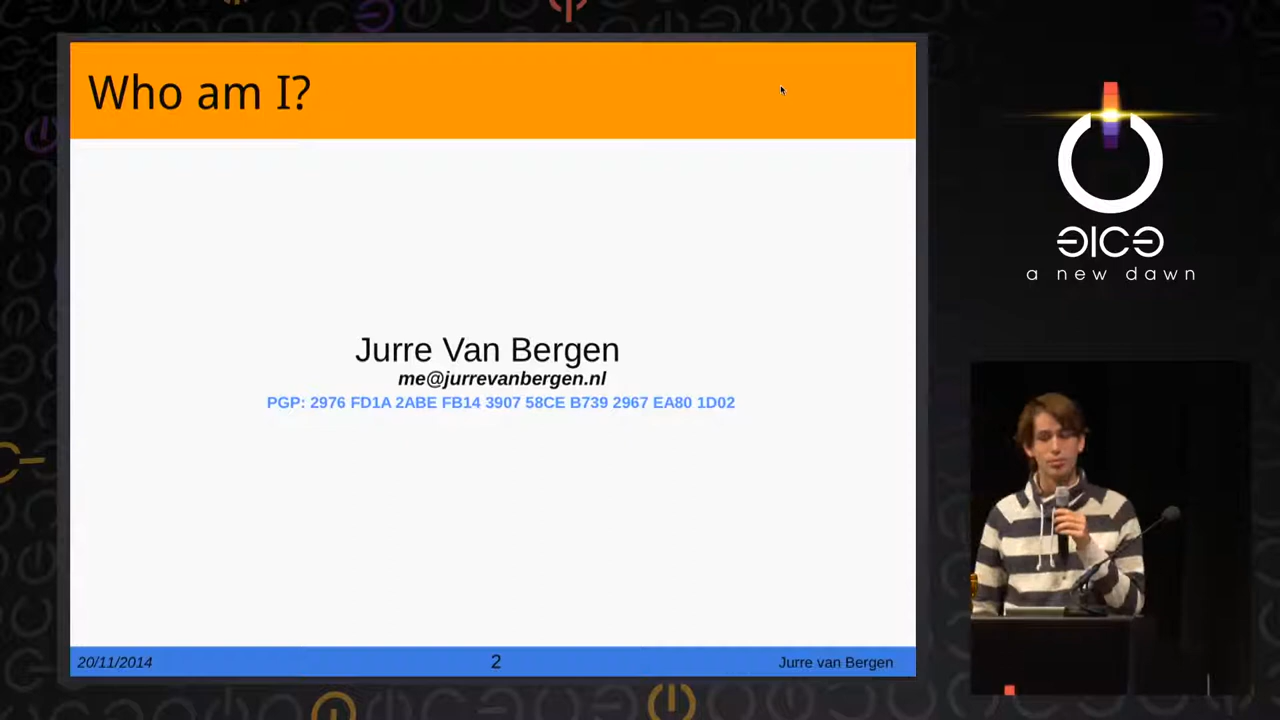 Who am I?
Jurre Van Bergen
me@jurrevanbergen.nl
PGP: 2976 FD1A 2ABE FB14 3907 58CE B739 2967 EA80 1D02
20/11/2014
2
Jurre van Bergen
31C3
a new dawn